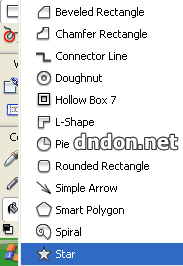 Beveled Rectangle
Chamfer Rectangle
Connector Line
Doughnut
Hollow Box 7
L-Shape
Pie
dndon.net
Rounded Rectangle
Simple Arrow
Smart Polygon
Spiral
Star